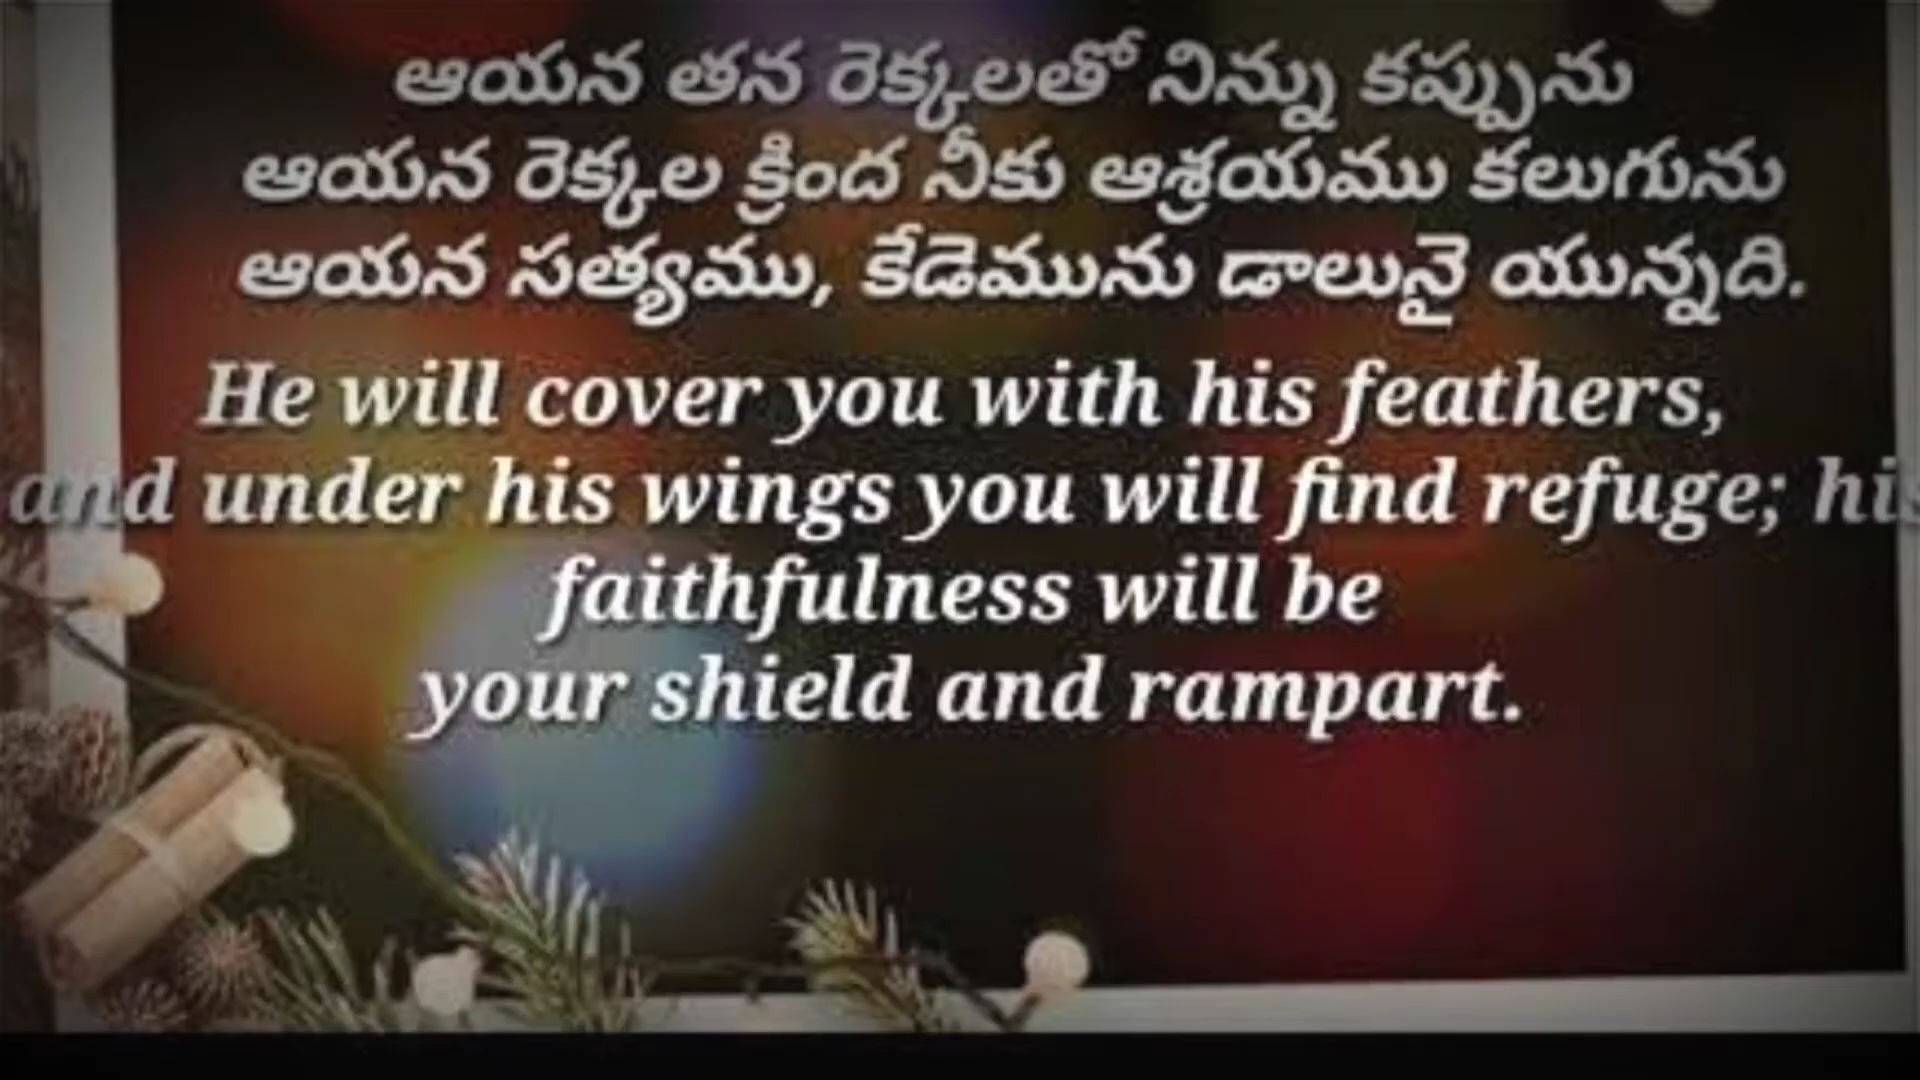 ఆయన తన రెక్కలతో నిన్ను కప్పును
ఆయన రెక్కల క్రింద నీకు ఆశ్రయము కలుగును
ఆయన సత్యము, కేడెమును డాలునై యున్నది.
He will cover you with his feathers,
and under his wings you will find refuge; his
faithfulness will be
your shield and rampart.